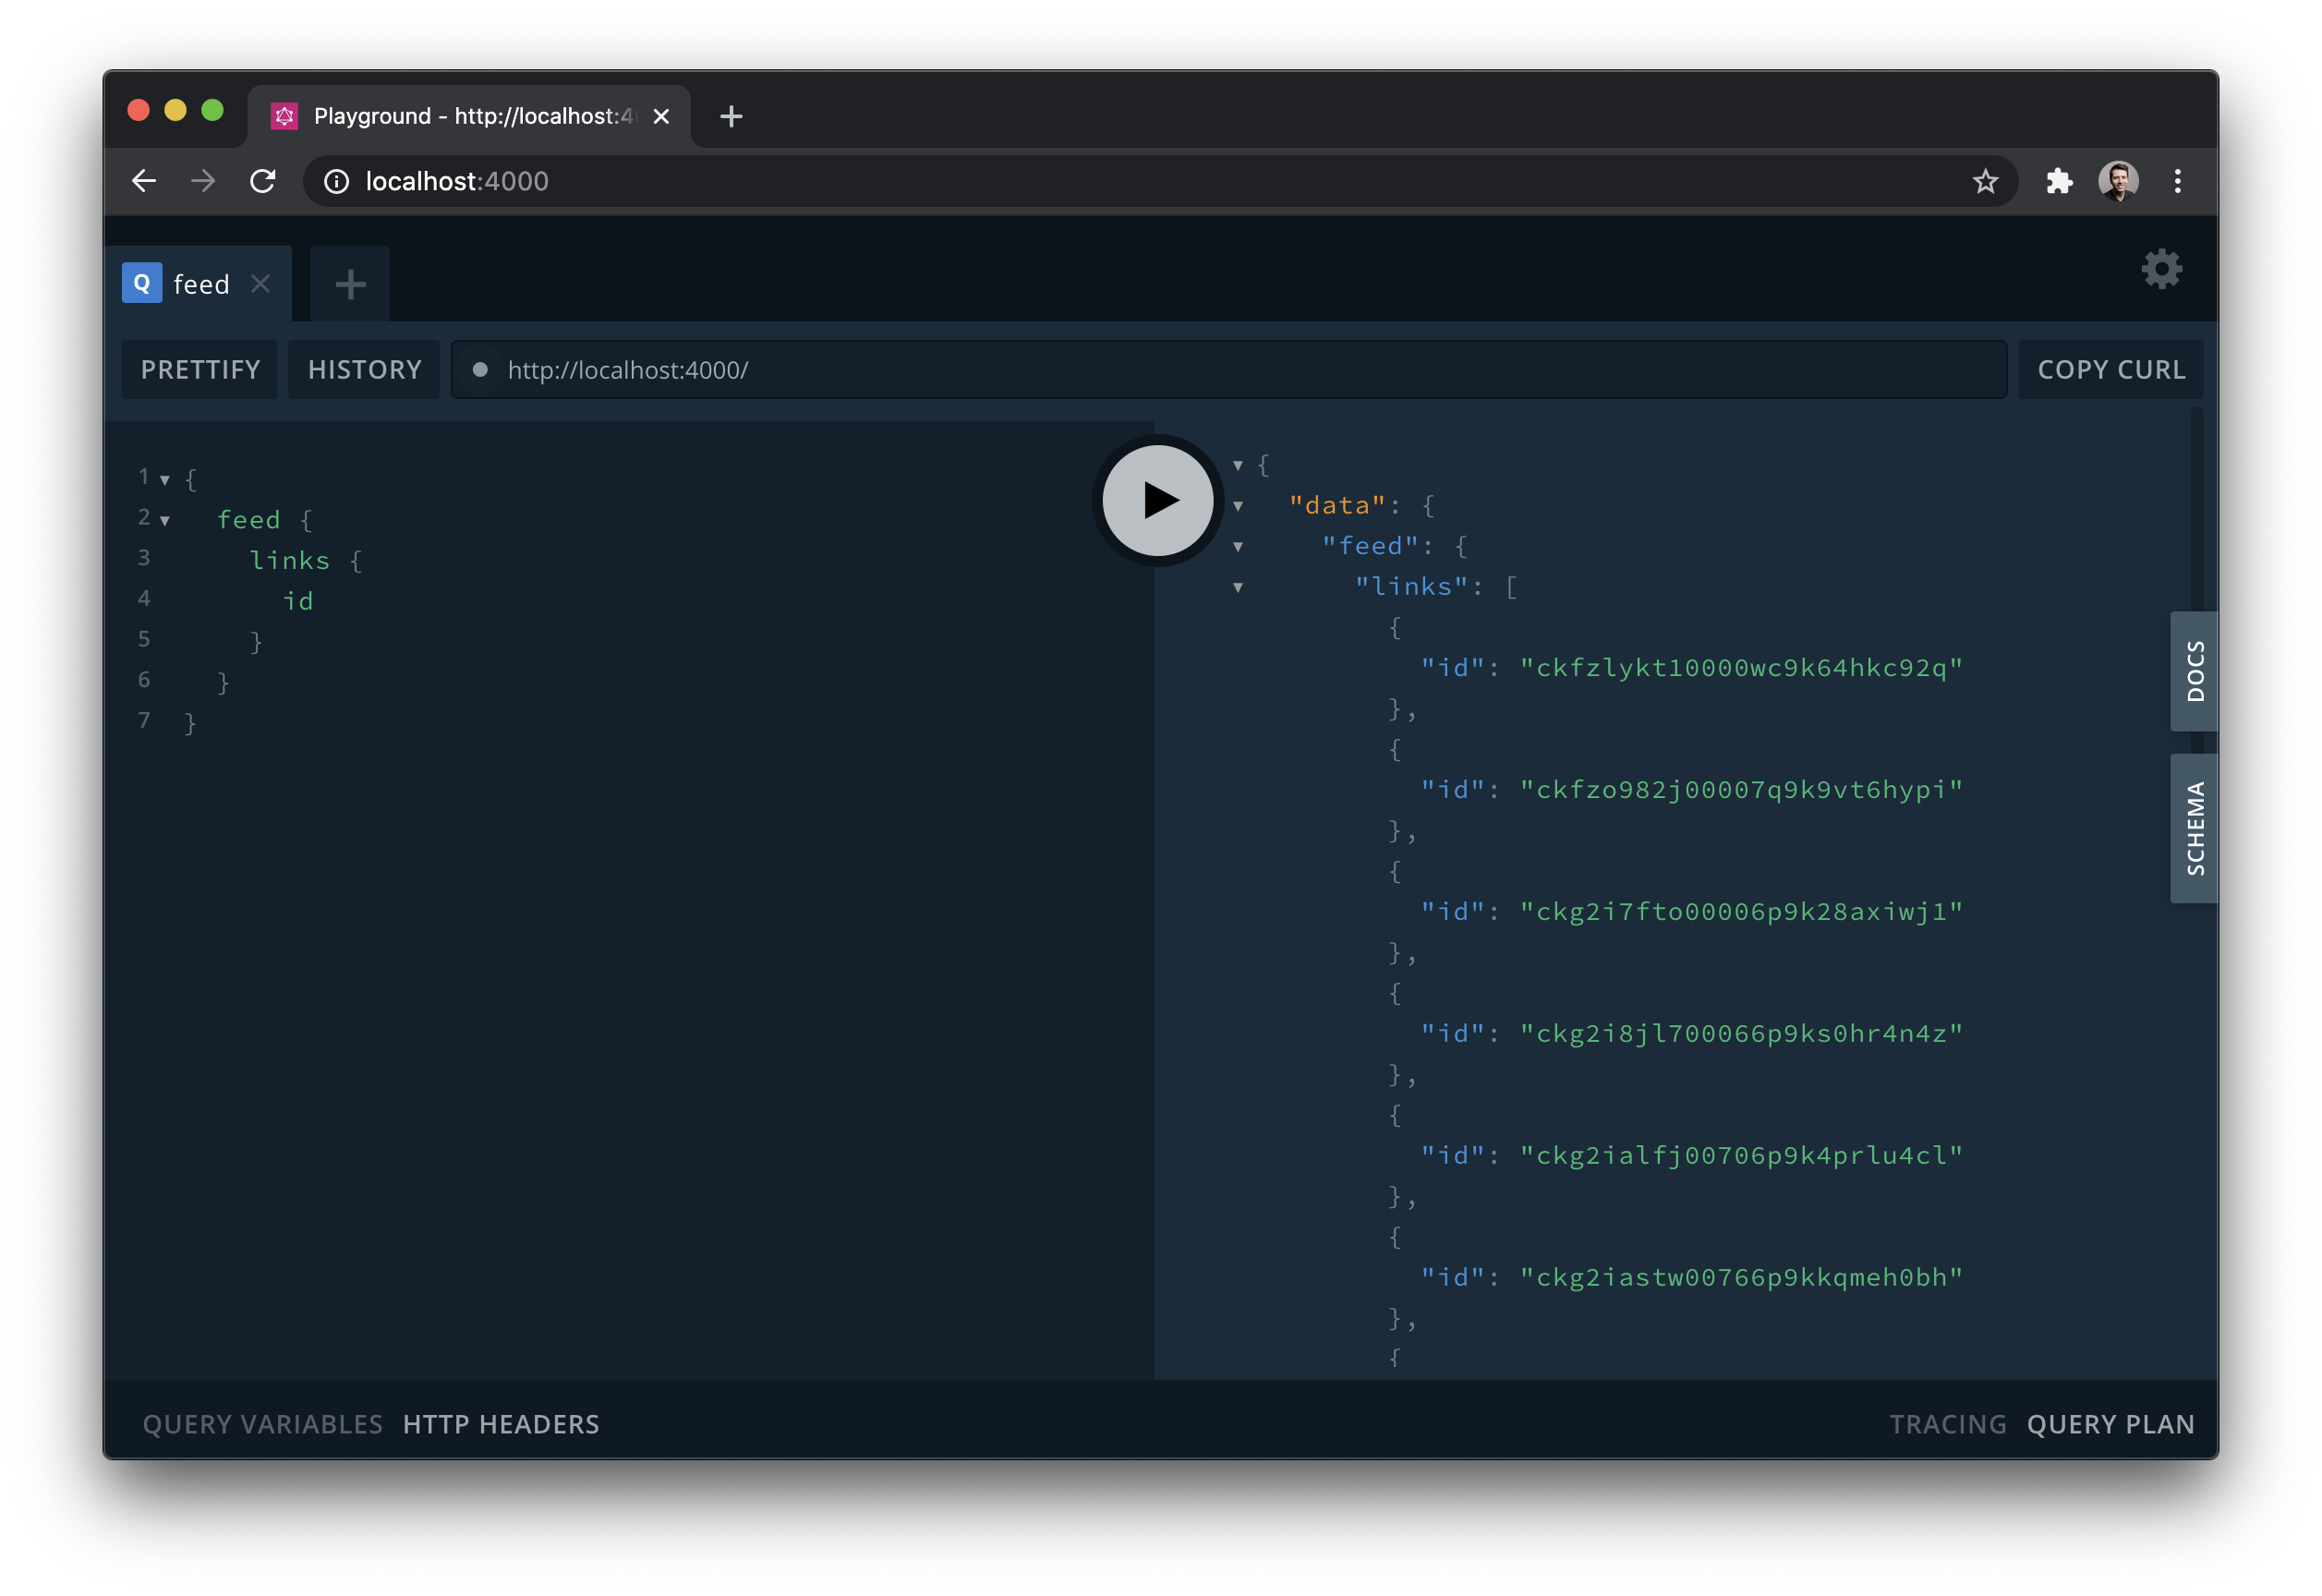 Playground - http://localhost:4
localhost:4000
Q feed
PRETTIFY HISTORY http://localhost:4000/ COPY CURL
1 {
2 feed {
3 links {
4 id
5 }
6 }
7 }
{
"data": {
"feed": {
"links": [
{
"id": "ckfzlykt10000wc9k64hkc92q"
},
{
"id": "ckfzo982j00007q9k9vt6hypi"
},
{
"id": "ckg2i7fto00006p9k28axiwj1"
},
{
"id": "ckg2i8jl700066p9ks0hr4n4z"
},
{
"id": "ckg2ialfj00706p9k4prlu4cl"
},
{
"id": "ckg2iastw00766p9kkqmeh0bh"
},
{
DOCS
SCHEMA
QUERY VARIABLES HTTP HEADERS
TRACING QUERY PLAN